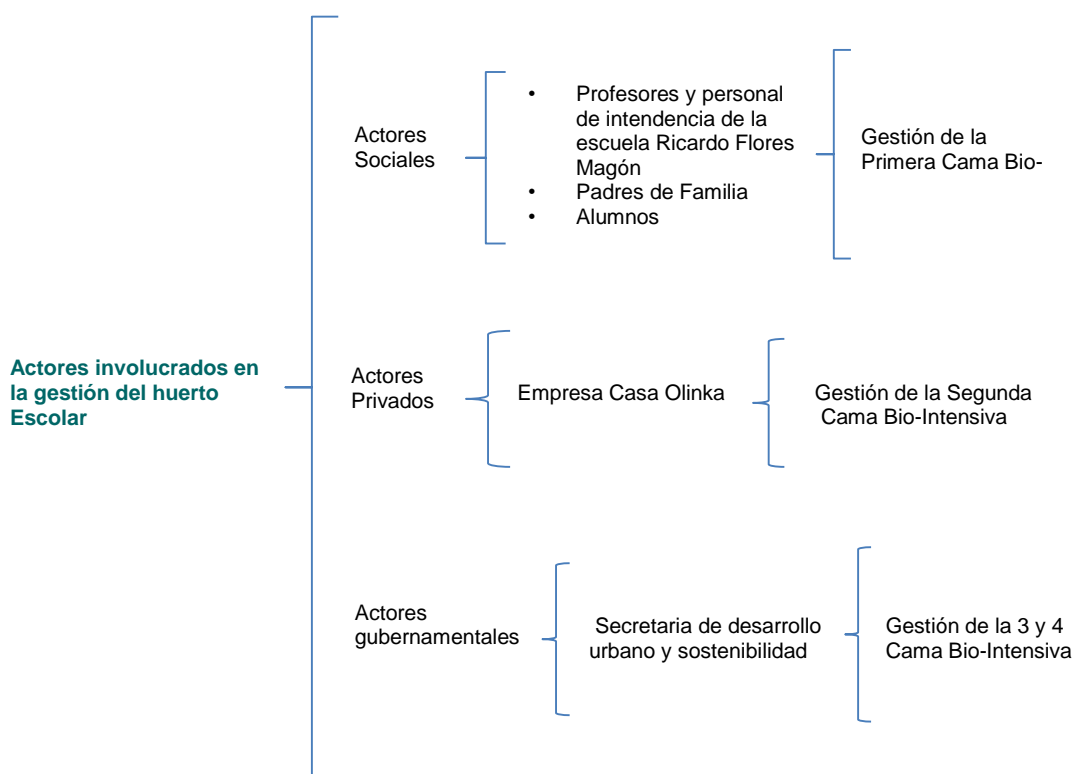 Actores involucrados en
la gestión del huerto
Escolar
Actores
Sociales
• Profesores y personal
de intendencia de la
escuela Ricardo Flores
Magón
• Padres de Familia
• Alumnos
Gestión de la
Primera Cama Bio-
Actores
Privados
Empresa Casa Olinka
Gestión de la Segunda
Cama Bio-Intensiva
Actores
gubernamentales
Secretaria de desarrollo
urbano y sostenibilidad
Gestión de la 3 y 4
Cama Bio-Intensiva